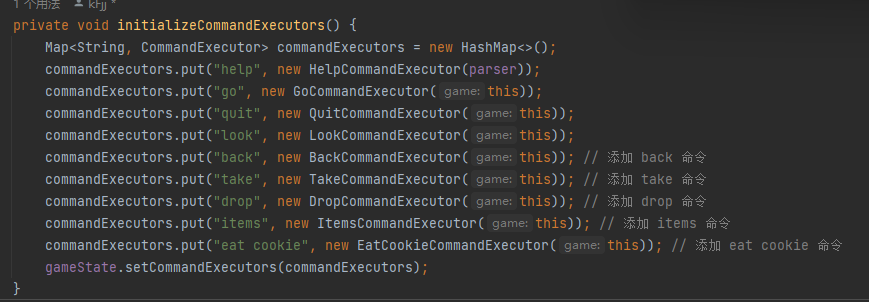 1 个用法 krjj *
private void initializeCommandExecutors() {
Map<String, CommandExecutor> commandExecutors = new HashMap<>();
commandExecutors.put("help", new HelpCommandExecutor(parser));
commandExecutors.put("go", new GoCommandExecutor( game: this));
commandExecutors.put("quit", new QuitCommandExecutor( game: this));
commandExecutors.put("look", new LookCommandExecutor( game: this));
commandExecutors.put("back", new BackCommandExecutor( game: this)); // 添加 back 命令
commandExecutors.put("take", new TakeCommandExecutor( game: this)); // 添加 take 命令
commandExecutors.put("drop", new DropCommandExecutor( game: this)); // 添加 drop 命令
commandExecutors.put("items", new ItemsCommandExecutor( game: this)); // 添加 items 命令
commandExecutors.put("eat cookie", new EatCookieCommandExecutor( game: this)); // 添加 eat cookie 命令
gameState.setCommandExecutors(commandExecutors);
}